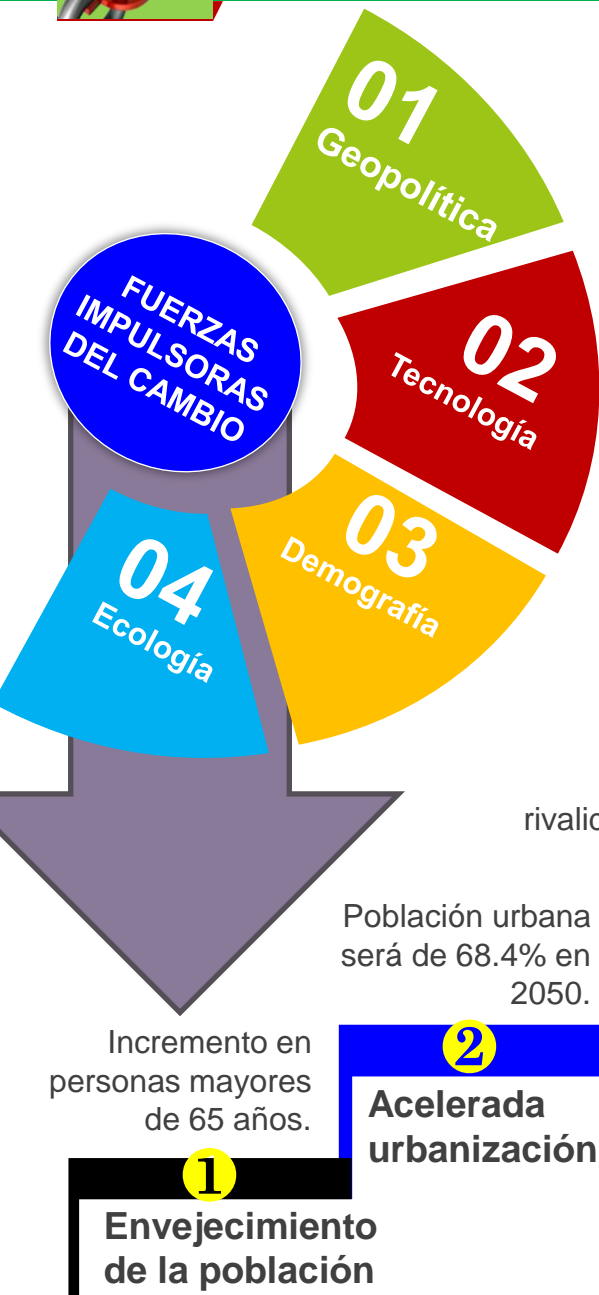 01
Geopolítica
FUERZAS
IMPULSORAS
DEL CAMBIO
02
Tecnología
03
Demografía
04
Ecología
Población urbana
será de 68.4% en
2050.
2
Acelerada
urbanización
Incremento en
personas mayores
de 65 años.
1
Envejecimiento
de la población